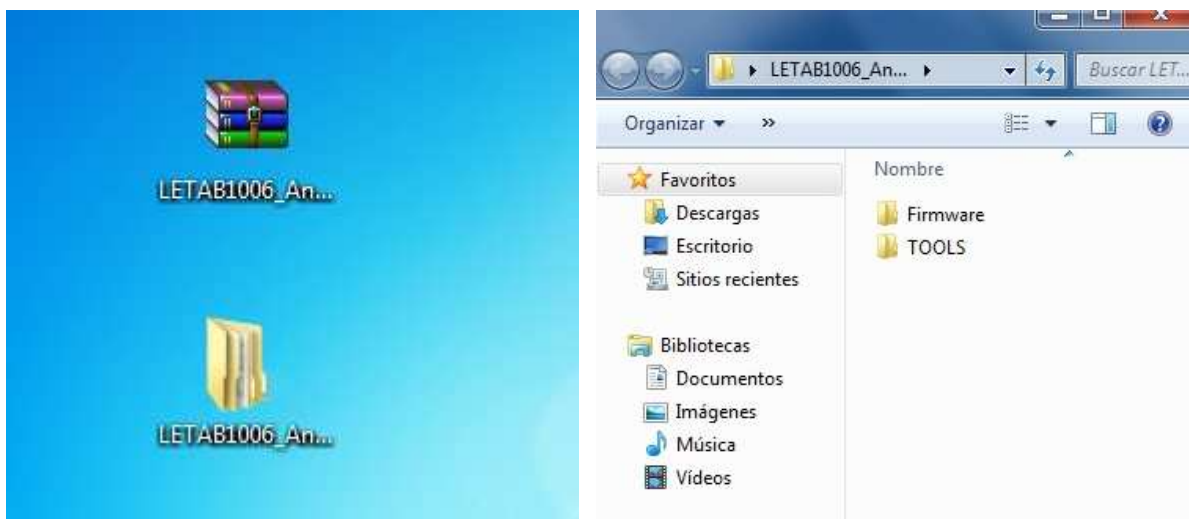 LETAB1006_An...
LETAB1006_An...
LETAB1006_An...
Buscar LET...
Organizar
»
Nombre
Favoritos
Descargas
Escritorio
Sitios recientes
Bibliotecas
Documentos
Imágenes
Música
Vídeos
Firmware
TOOLS